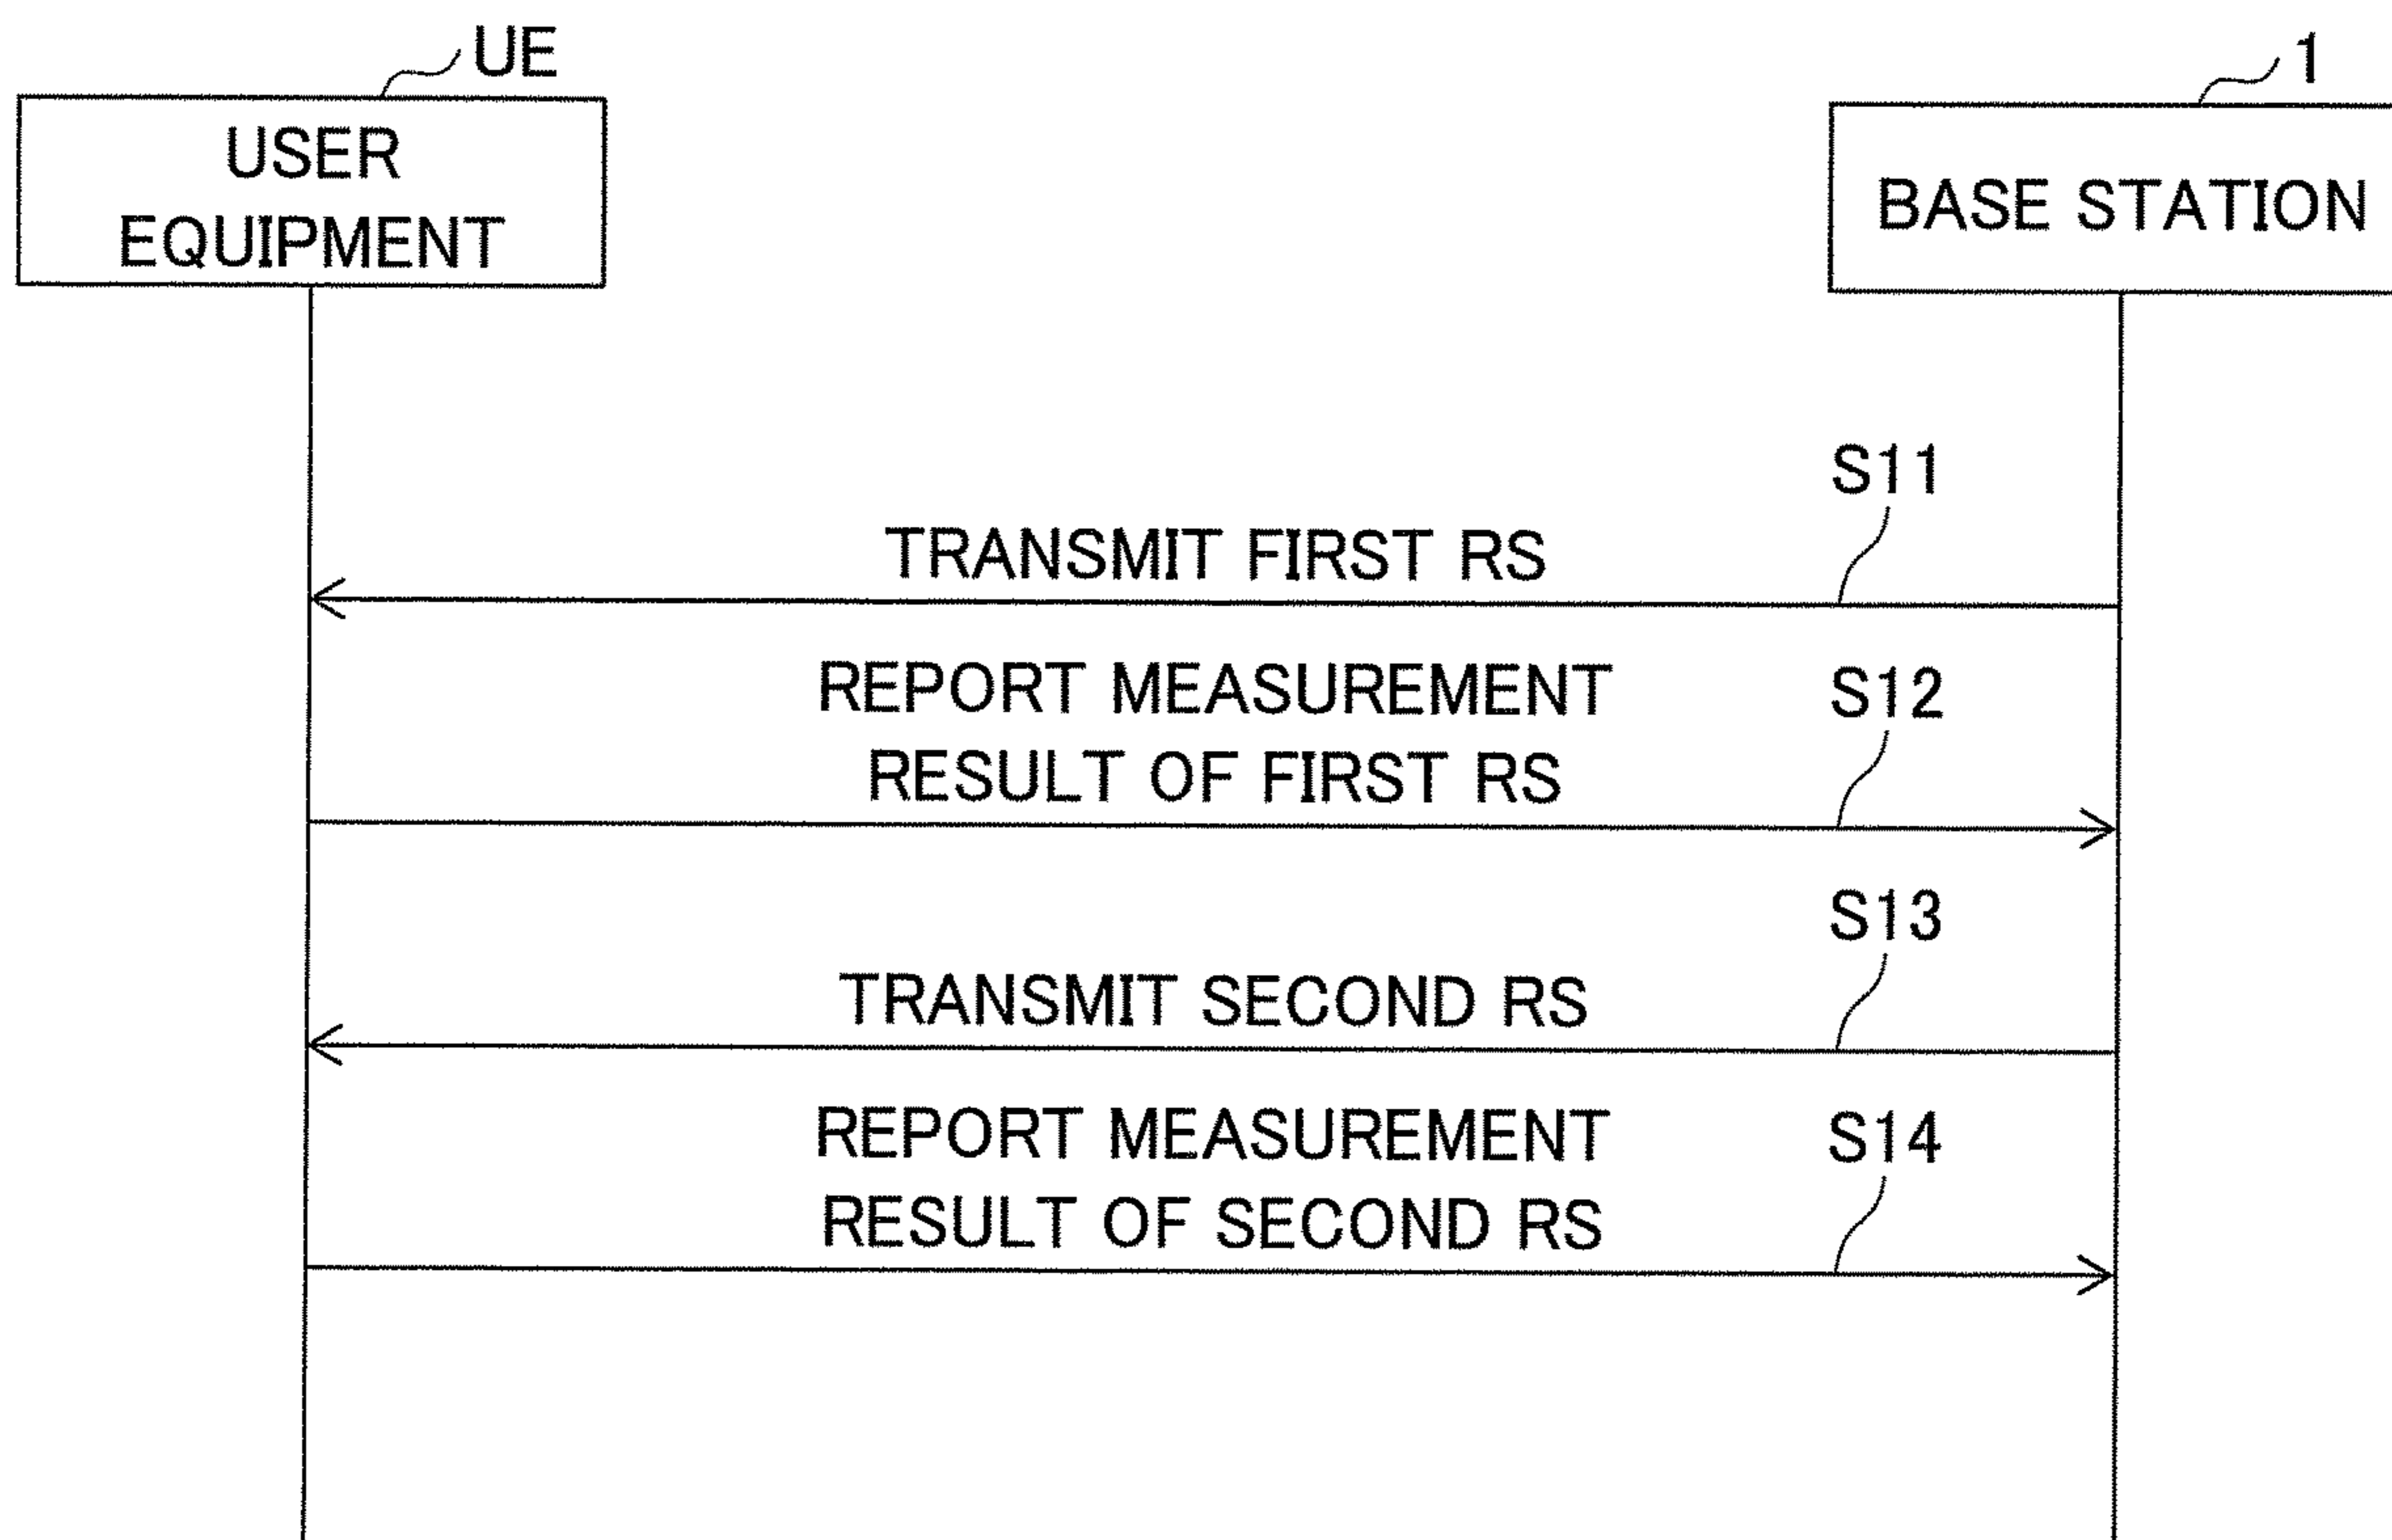 UE
1
USER
EQUIPMENT
BASE STATION
S11
TRANSMIT FIRST RS
REPORT MEASUREMENT
S12
RESULT OF FIRST RS
S13
TRANSMIT SECOND RS
REPORT MEASUREMENT
S14
RESULT OF SECOND RS